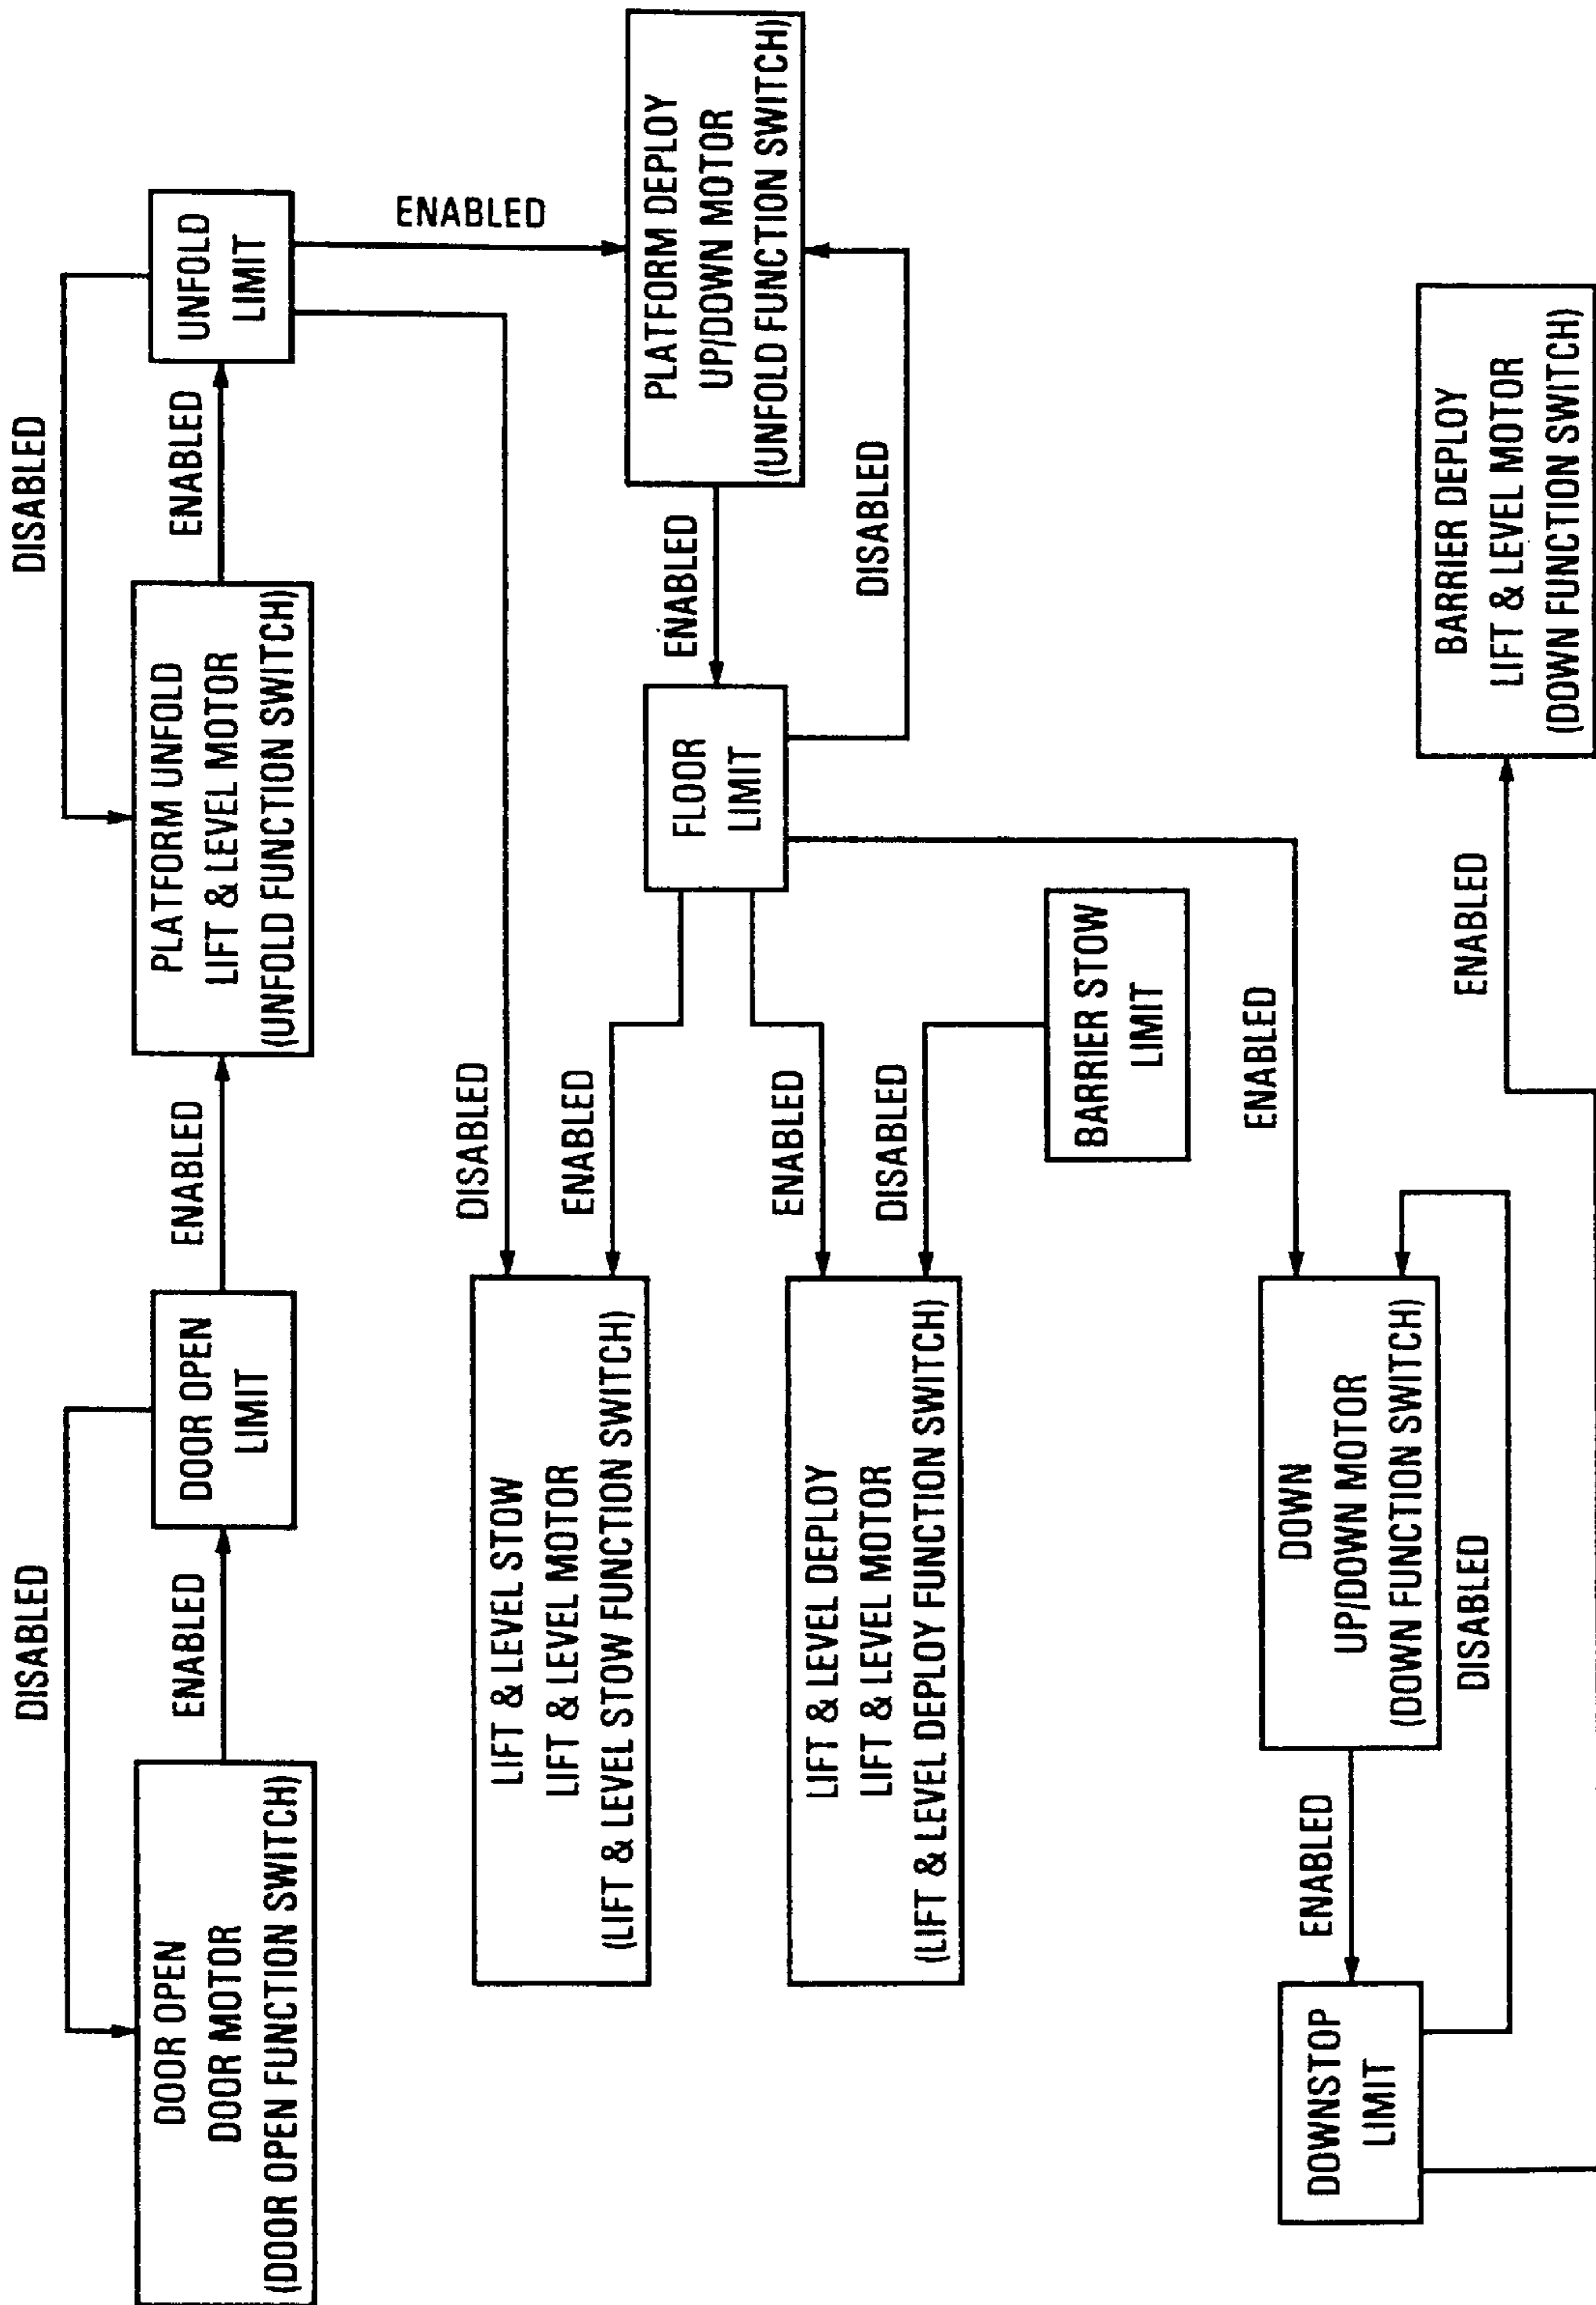 DISABLED
DISABLED
DOOR OPEN
DOOR MOTOR
(DOOR OPEN FUNCTION SWITCH)
ENABLED
DOOR OPEN
LIMIT
ENABLED
PLATFORM UNFOLD
LIFT & LEVEL MOTOR
(UNFOLD FUNCTION SWITCH)
ENABLED
UNFOLD
LIMIT
ENABLED
DISABLED
LIFT & LEVEL STOW
LIFT & LEVEL MOTOR
(LIFT & LEVEL STOW FUNCTION SWITCH)
ENABLED
FLOOR
LIMIT
ENABLED
PLATFORM DEPLOY
UP/DOWN MOTOR
(UNFOLD FUNCTION SWITCH)
DISABLED
LIFT & LEVEL DEPLOY
LIFT & LEVEL MOTOR
(LIFT & LEVEL DEPLOY FUNCTION SWITCH)
ENABLED
DISABLED
BARRIER STOW
LIMIT
ENABLED
DOWNSTOP
LIMIT
ENABLED
DOWN
UP/DOWN MOTOR
(DOWN FUNCTION SWITCH)
DISABLED
ENABLED
BARRIER DEPLOY
LIFT & LEVEL MOTOR
(DOWN FUNCTION SWITCH)